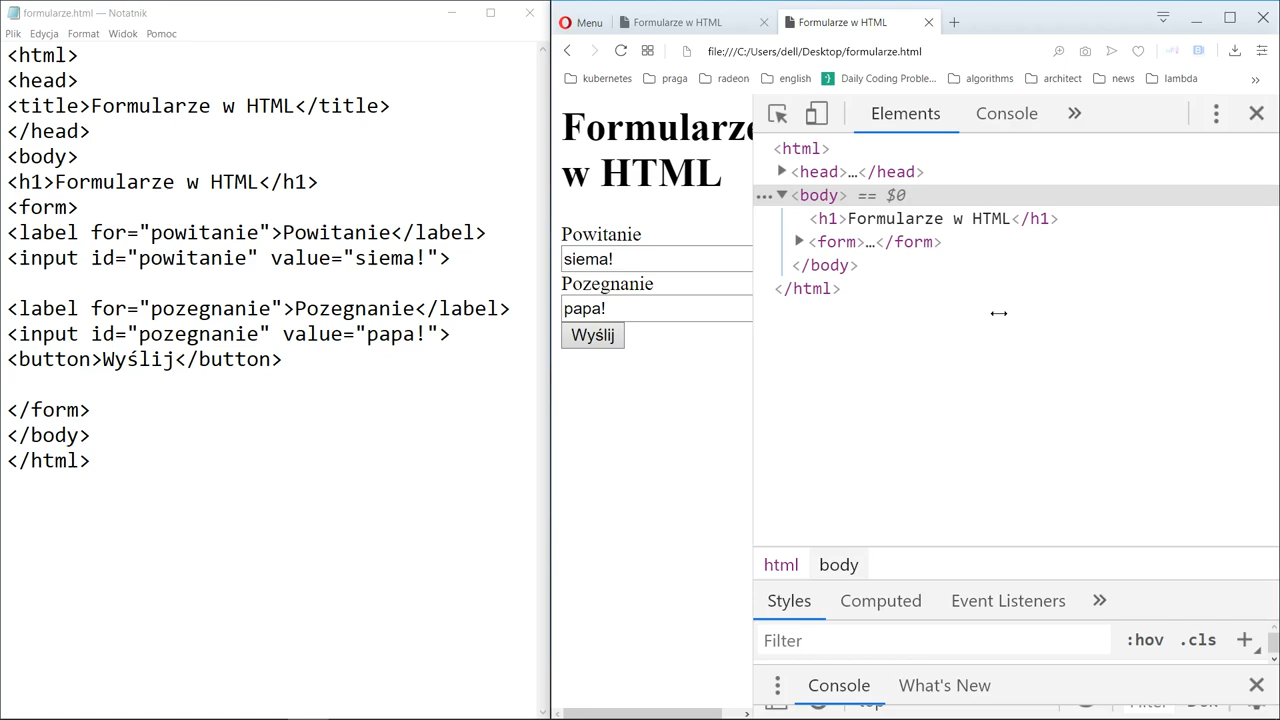 formularze.html — Notatnik
Plik Edycja Format Widok Pomoc
<html>
<head>
<title>Formularze w HTML</title>
</head>
<body>
<h1>Formularze w HTML</h1>
<form>
<label for="powitanie">Powitanie</label>
<input id="powitanie" value="siema!">
<label for="pozegnanie">Pozegnanie</label>
<input id="pozegnanie" value="papa!">
<button>Wyślij</button>
</form>
</body>
</html>
Menu Formularze w HTML Formularze w HTML
file:///C:/Users/dell/Desktop/formularze.html
kubernetes praga radeon english Daily Coding Proble... algorithms architect news lambda
Formularze
w HTML
Powitanie
siema!
Pozegnanie
papa!
Wyślij
Elements Console
<html>
<head>…</head>
<body> == $0
<h1>Formularze w HTML</h1>
<form>…</form>
</body>
</html>
html body
Styles Computed Event Listeners
Filter :hov .cls
Console What's New